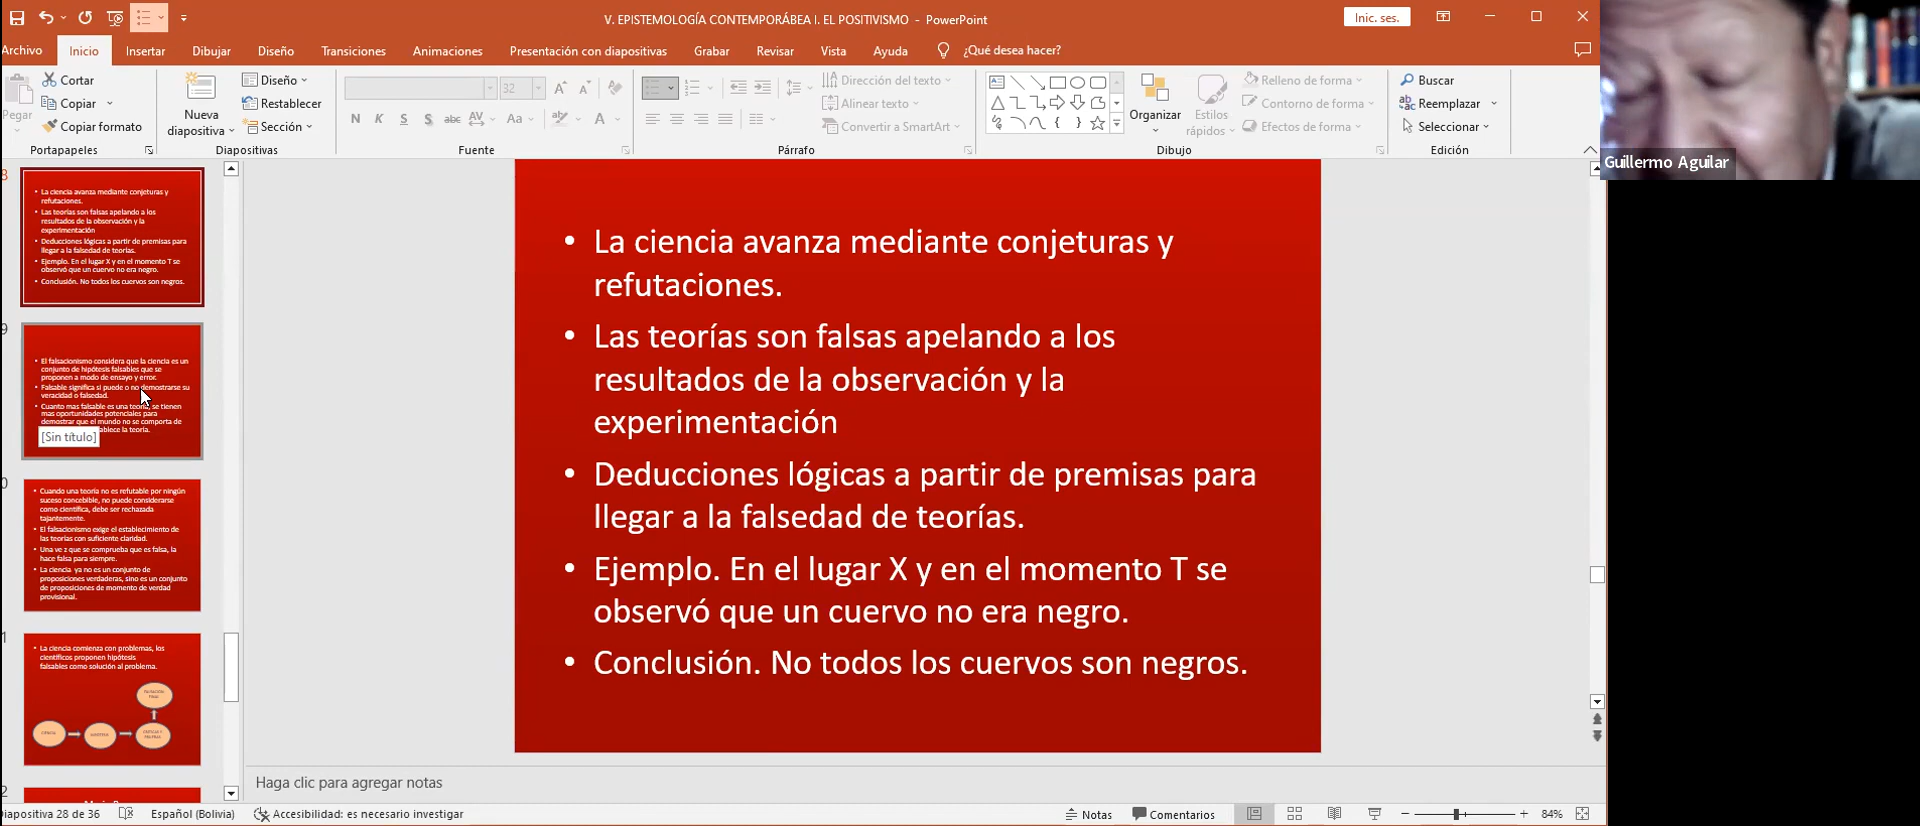 V. EPISTEMOLOGÍA CONTEMPORÁBEA I. EL POSITIVISMO - PowerPoint
Inic. ses.
Archivo Inicio Insertar Dibujar Diseño Transiciones Animaciones Presentación con diapositivas Grabar Revisar Vista Ayuda ¿Qué desea hacer?
Pegar
Cortar
Copiar
Copiar formato
Portapapeles
Nueva
diapositiva
Diseño
Restablecer
Sección
Diapositivas
32
N K S S abc AV Aa A
Fuente
Dirección del texto
Alinear texto
Convertir a SmartArt
Párrafo
Organizar
Estilos
rápidos
Relleno de forma
Contorno de forma
Efectos de forma
Dibujo
Buscar
Reemplazar
Seleccionar
Edición
Guillermo Aguilar
8
• La ciencia avanza mediante conjeturas y
refutaciones.
• Las teorías son falsas apelando a los
resultados de la observación y la
experimentación
• Deducciones lógicas a partir de premisas para
llegar a la falsedad de teorías.
• Ejemplo. En el lugar X y en el momento T se
observó que un cuervo no era negro.
• Conclusión. No todos los cuervos son negros.
9
• El falsacionismo considera que la ciencia es un
conjunto de hipótesis falsables que se
proponen a modo de ensayo y error.
• Falsable significa si puede o no demostrarse su
veracidad o falsedad.
• Cuanto mas falsable es una teoría, se tienen
mas oportunidades potenciales para
demostrar que el mundo no se comporta de
ablece la teoría.
[Sin título]
0
• Cuando una teoría no es refutable por ningún
suceso concebible, no puede considerarse
como científica, debe ser rechazada
tajantemente.
• El falsacionismo exige el establecimiento de
las teorías con suficiente claridad.
• Una ve z que se comprueba que es falsa, la
hace falsa para siempre.
• La ciencia ya no es un conjunto de
proposiciones verdaderas, sino es un conjunto
de proposiciones de momento de verdad
provisional.
1
• La ciencia comienza con problemas, los
científicos proponen hipótesis
falsables como solución al problema.
2
• La ciencia avanza mediante conjeturas y
refutaciones.
• Las teorías son falsas apelando a los
resultados de la observación y la
experimentación
• Deducciones lógicas a partir de premisas para
llegar a la falsedad de teorías.
• Ejemplo. En el lugar X y en el momento T se
observó que un cuervo no era negro.
• Conclusión. No todos los cuervos son negros.
Haga clic para agregar notas
Diapositiva 28 de 36 Español (Bolivia) Accesibilidad: es necesario investigar Notas Comentarios 84%